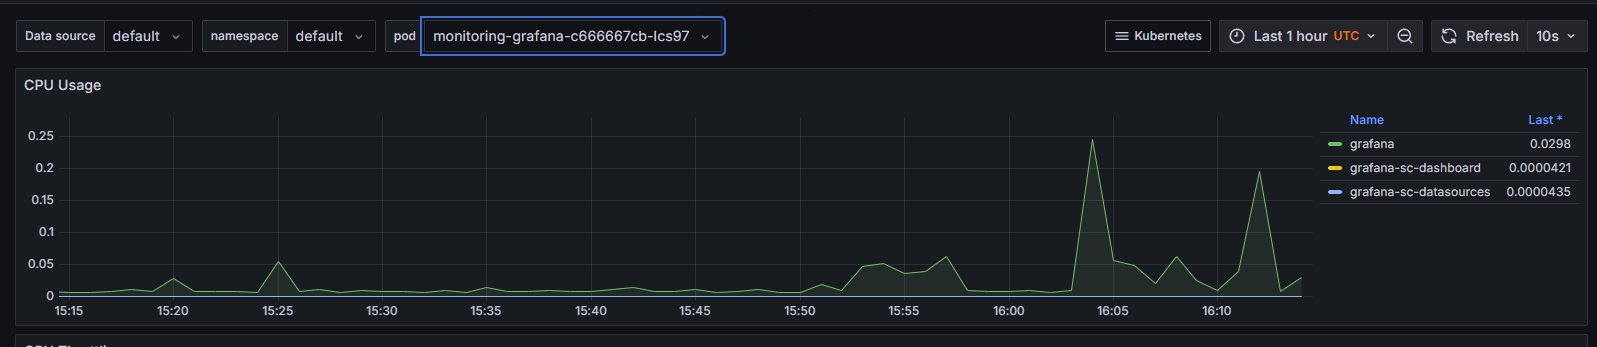 Data source default namespace default pod monitoring-grafana-c666667cb-lcs97 Kubernetes Last 1 hour UTC Refresh 10s
CPU Usage
Name Last *
grafana 0.0298
grafana-sc-dashboard 0.0000421
grafana-sc-datasources 0.0000435
0.25
0.2
0.15
0.1
0.05
0
15:15 15:20 15:25 15:30 15:35 15:40 15:45 15:50 15:55 16:00 16:05 16:10